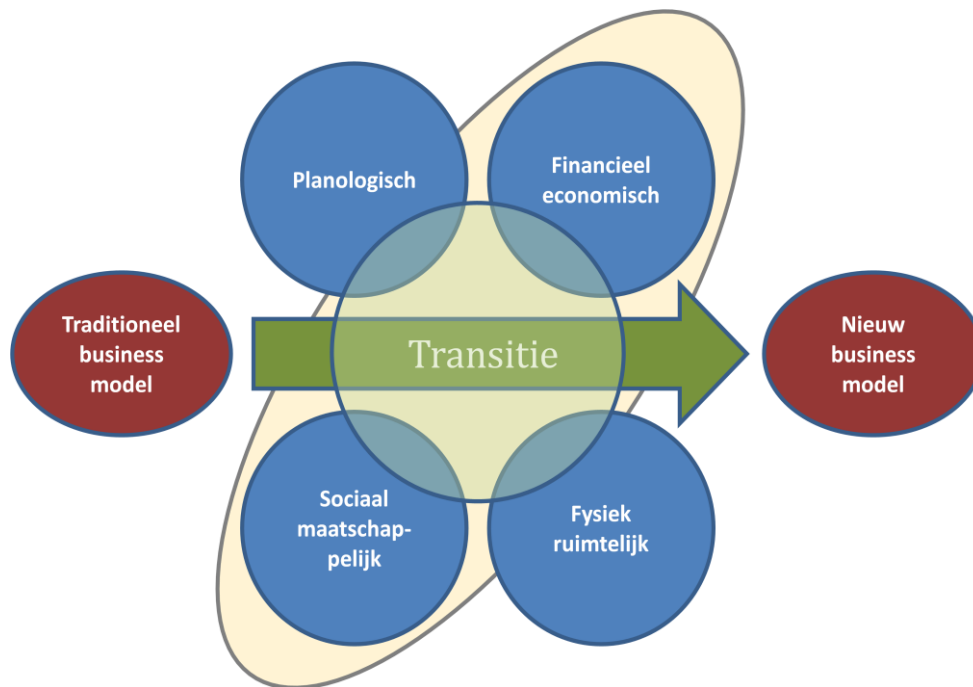 Planologisch
Financieel
economisch
Traditioneel
business
model
Transitie
Nieuw
business
model
Sociaal
maatschap-
pelijk
Fysiek
ruimtelijk